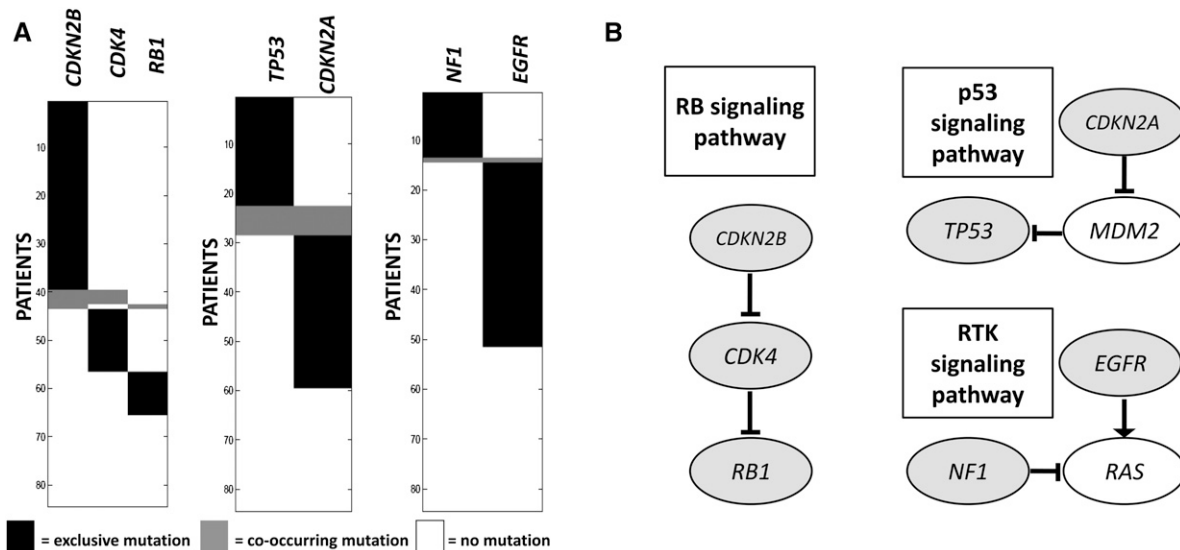 A
CDKN2B
CDK4
RB1
PATIENTS
10
20
30
40
50
60
70
80
TP53
CDKN2A
PATIENTS
10
20
30
40
50
60
70
80
NF1
EGFR
PATIENTS
10
20
30
40
50
60
70
80
= exclusive mutation
= co-occurring mutation
= no mutation
B
RB signaling
pathway
CDKN2B
CDK4
RB1
p53
signaling
pathway
CDKN2A
TP53
MDM2
RTK
signaling
pathway
EGFR
NF1
RAS